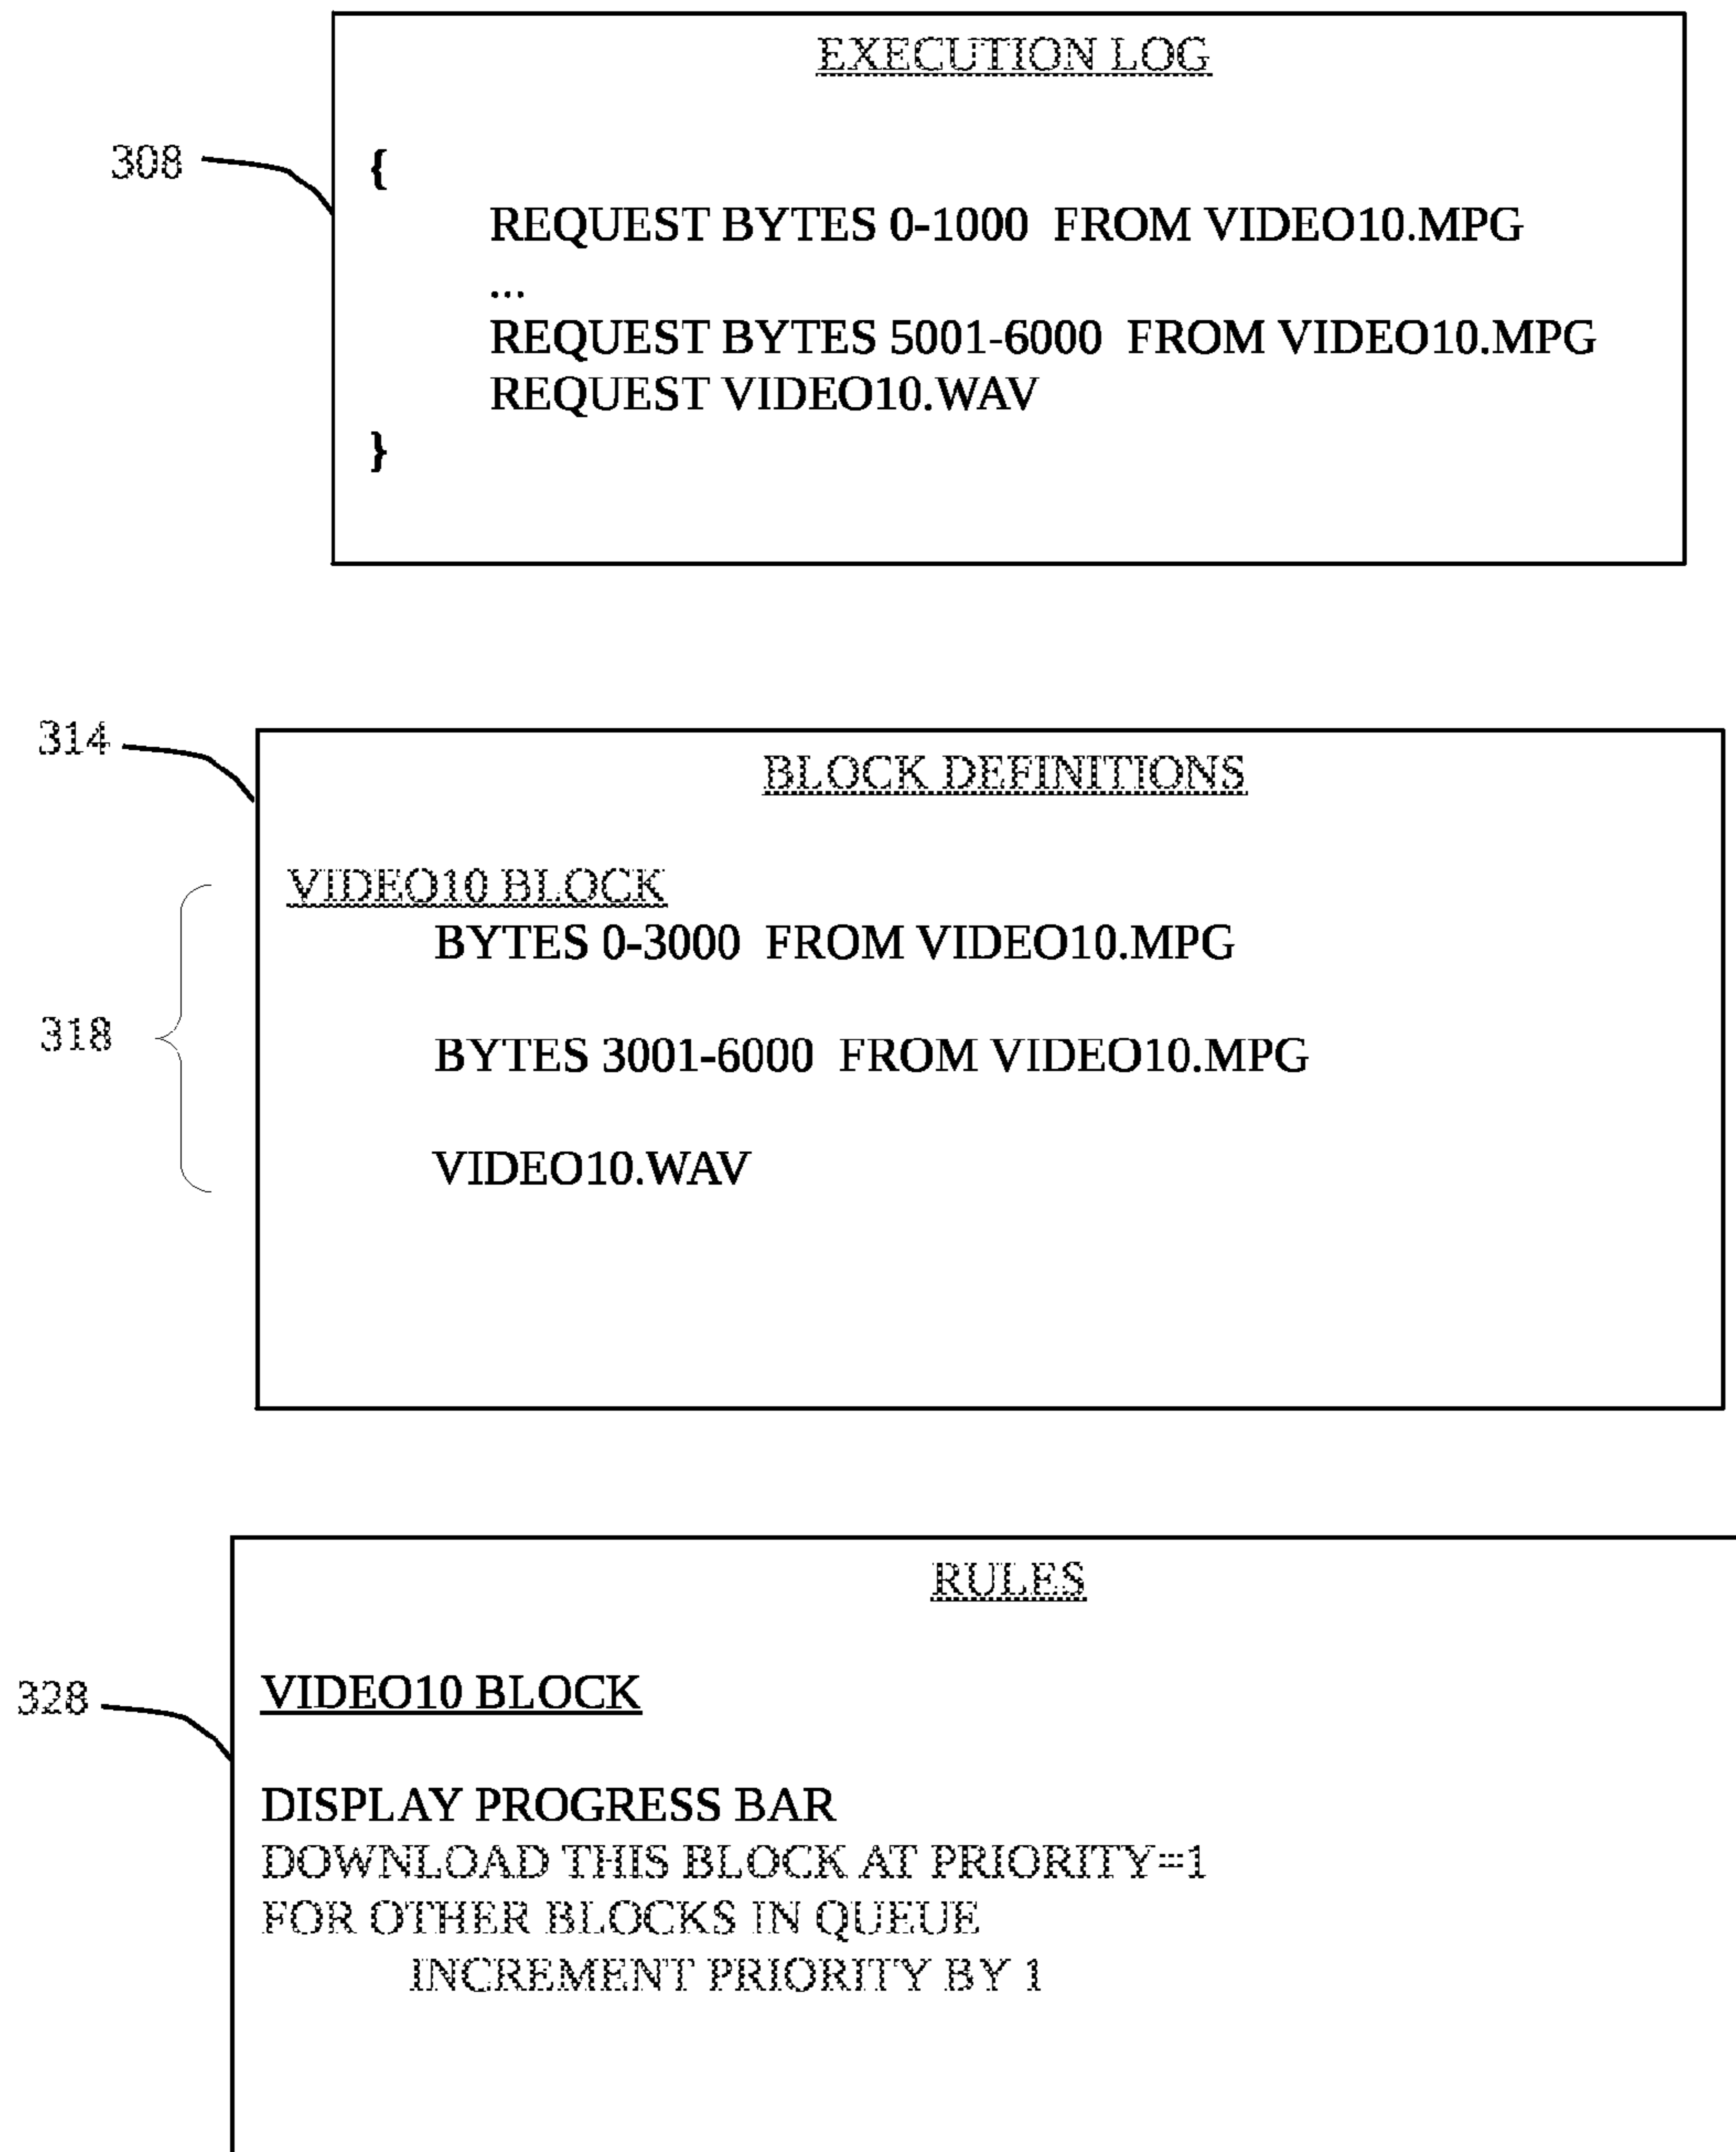 EXECUTION LOG
308
{
REQUEST BYTES 0-1000 FROM VIDEO10.MPG
...
REQUEST BYTES 5001-6000 FROM VIDEO10.MPG
REQUEST VIDEO10.WAV
}
314
BLOCK DEFINITIONS
VIDEO10 BLOCK
BYTES 0-3000 FROM VIDEO10.MPG
318
BYTES 3001-6000 FROM VIDEO10.MPG
VIDEO10.WAV
RULES
328
VIDEO10 BLOCK
DISPLAY PROGRESS BAR
DOWNLOAD THIS BLOCK AT PRIORITY=1
FOR OTHER BLOCKS IN QUEUE
INCREMENT PRIORITY BY 1